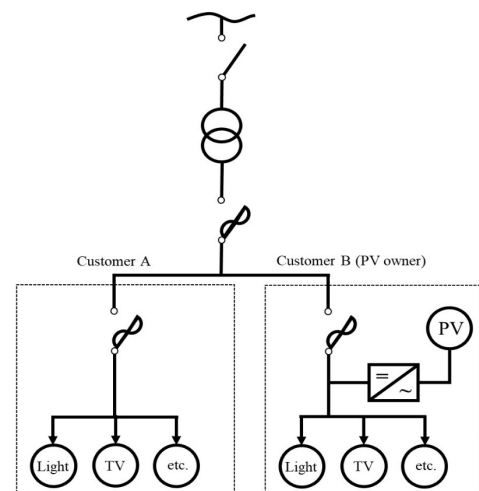 Customer A
Customer B (PV owner)
PV
=
~
Light
TV
etc.
Light
TV
etc.